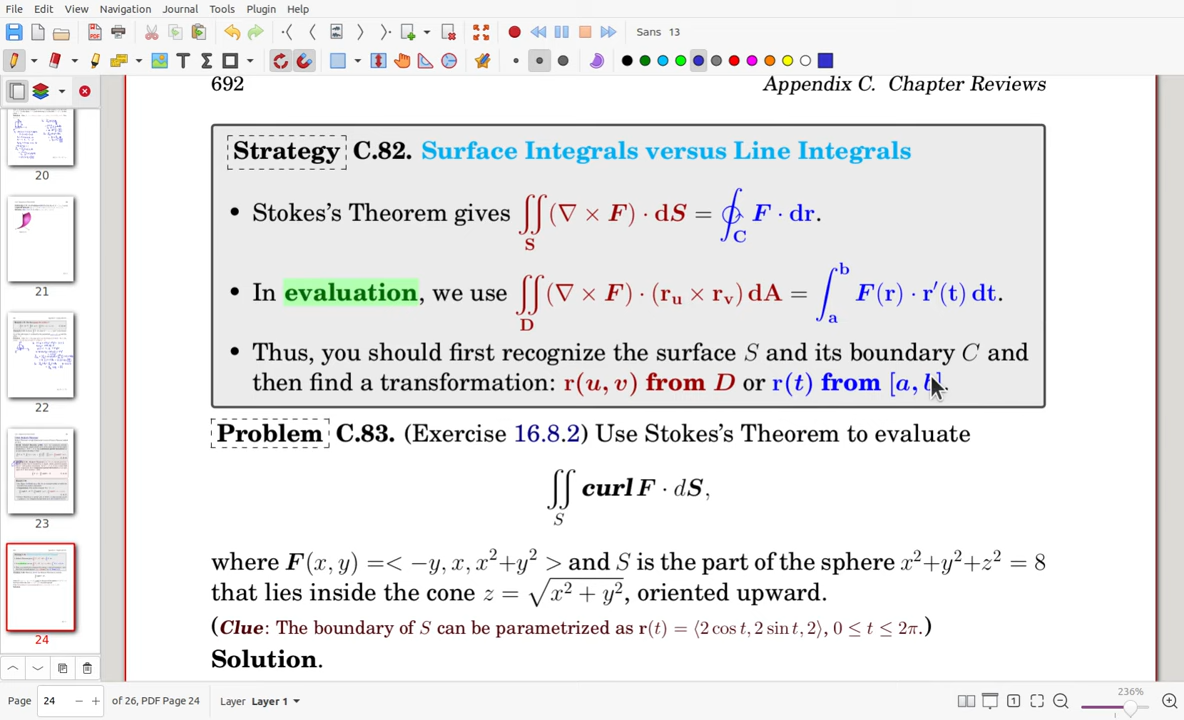 File Edit View Navigation Journal Tools Plugin Help
Sans 13
692 Appendix C. Chapter Reviews
Strategy C.82. Surface Integrals versus Line Integrals
• Stokes's Theorem gives ∬_S (∇ × F) · dS = ∮_C F · dr.
• In evaluation, we use ∬_D (∇ × F) · (r_u × r_v) dA = ∫_a^b F(r) · r′(t) dt.
• Thus, you should first recognize the surface S and its boundary C and
then find a transformation: r(u, v) from D or r(t) from [a, b].
Problem C.83. (Exercise 16.8.2) Use Stokes's Theorem to evaluate
∬_S curl F · dS,
where F(x, y) =< −y, x, x²+y² > and S is the part of the sphere x²+y²+z² = 8
that lies inside the cone z = √(x² + y²), oriented upward.
(Clue: The boundary of S can be parametrized as r(t) = ⟨2 cos t, 2 sin t, 2⟩, 0 ≤ t ≤ 2π.)
Solution.
20
21
22
23
24
Page 24 of 26, PDF Page 24 Layer Layer 1 236%